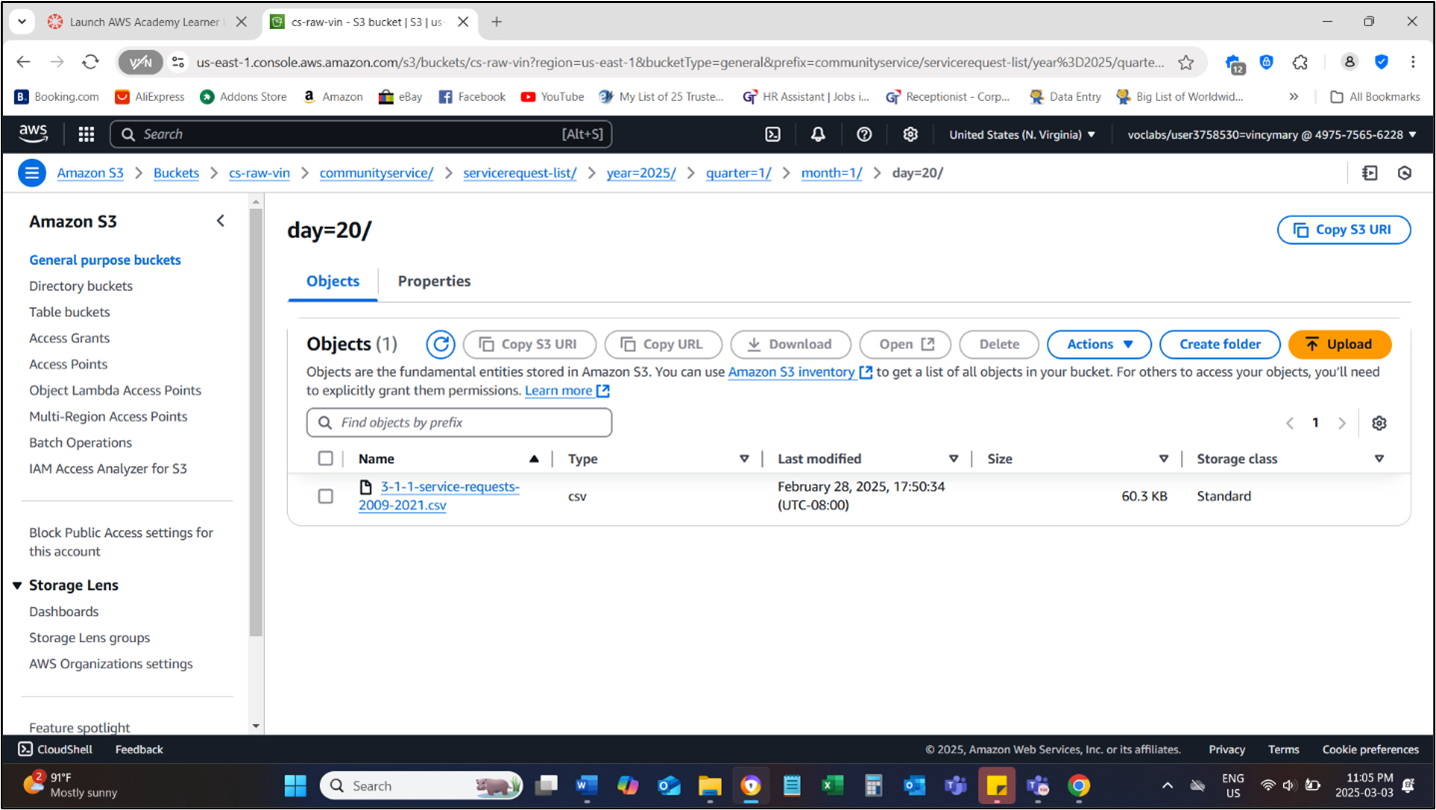 Launch AWS Academy Learner
cs-raw-vin - S3 bucket | S3 | us-
us-east-1.console.aws.amazon.com/s3/buckets/cs-raw-vin?region=us-east-1&bucketType=general&prefix=communityservice/servicerequest-list/year%3D2025/quarte...
12
Booking.com AliExpress Addons Store Amazon eBay Facebook YouTube My List of 25 Truste... HR Assistant | Jobs i... Receptionist - Corp... Data Entry Big List of Worldwid... » All Bookmarks
aws Search [Alt+S] United States (N. Virginia) voclabs/user3758530=vincymary @ 4975-7565-6228
Amazon S3 > Buckets > cs-raw-vin > communityservice/ > servicerequest-list/ > year=2025/ > quarter=1/ > month=1/ > day=20/
Amazon S3
General purpose buckets
Directory buckets
Table buckets
Access Grants
Access Points
Object Lambda Access Points
Multi-Region Access Points
Batch Operations
IAM Access Analyzer for S3
Block Public Access settings for
this account
Storage Lens
Dashboards
Storage Lens groups
AWS Organizations settings
Feature spotlight
day=20/
Copy S3 URI
Objects Properties
Objects (1) Copy S3 URI Copy URL Download Open Delete Actions Create folder Upload
Objects are the fundamental entities stored in Amazon S3. You can use Amazon S3 inventory to get a list of all objects in your bucket. For others to access your objects, you'll need
to explicitly grant them permissions. Learn more
Find objects by prefix
1
Name Type Last modified Size Storage class
3-1-1-service-requests-
2009-2021.csv
csv
February 28, 2025, 17:50:34
(UTC-08:00)
60.3 KB
Standard
CloudShell Feedback © 2025, Amazon Web Services, Inc. or its affiliates. Privacy Terms Cookie preferences
2
91°F
Mostly sunny
Search
ENG
US
11:05 PM
2025-03-03